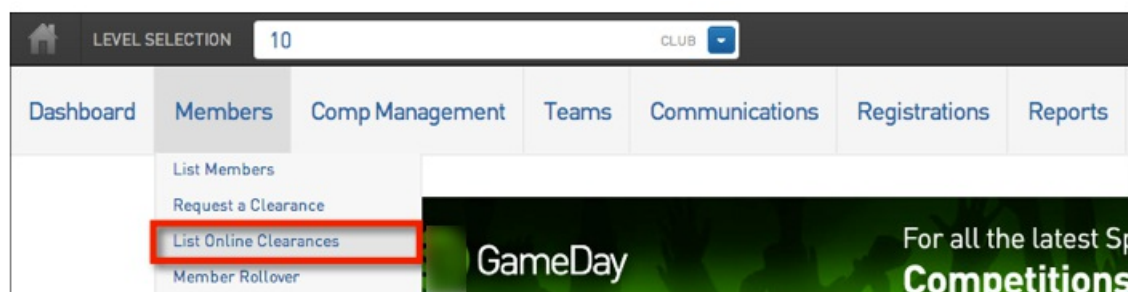 LEVEL SELECTION 10 CLUB
Dashboard Members Comp Management Teams Communications Registrations Reports
List Members
Request a Clearance
List Online Clearances
Member Rollover
GameDay
For all the latest
Competitions